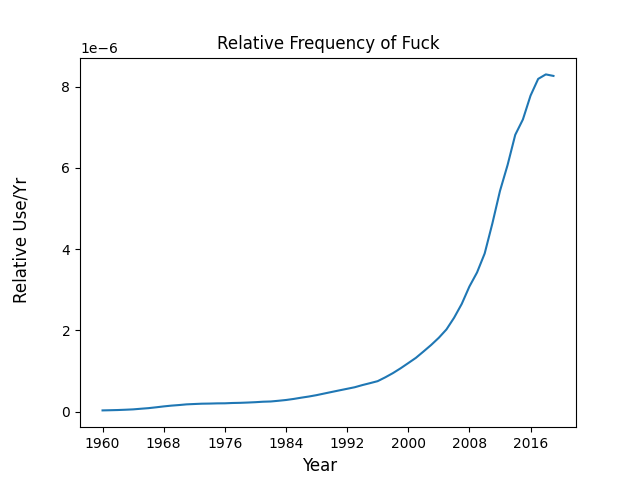 Relative Frequency of Fuck
1e−6
8
6
4
2
0
Relative Use/Yr
1960 1968 1976 1984 1992 2000 2008 2016
Year